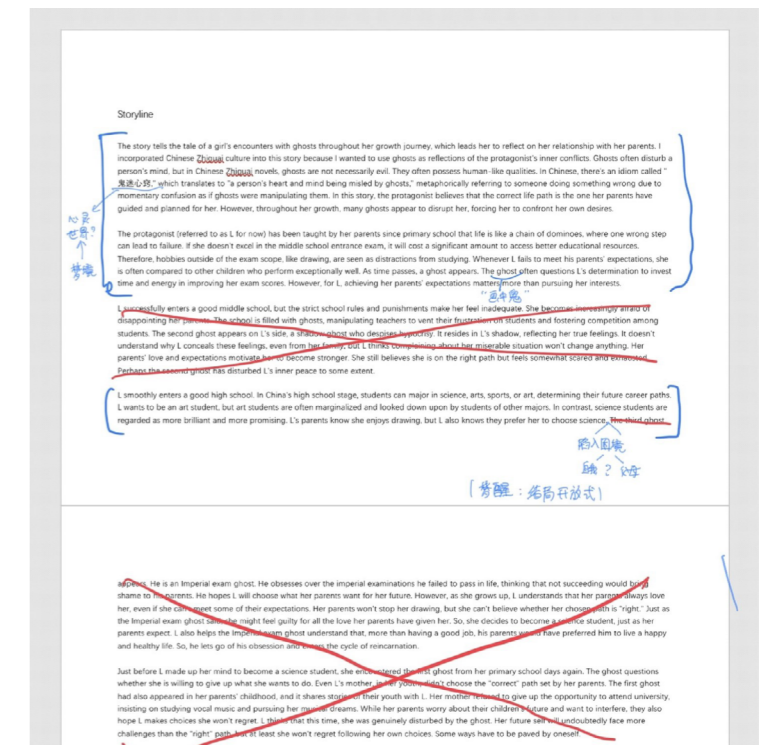 Storyline
The story tells the tale of a girl's encounters with ghosts throughout her growth journey, which leads her to reflect on her relationship with her parents. I
incorporated Chinese Zhiguai culture into this story because I wanted to use ghosts as reflections of the protagonist's inner conflicts. Ghosts often disturb a
person's mind, but in Chinese Zhiguai novels, ghosts are not necessarily evil. They often possess human-like qualities. In Chinese, there's an idiom called "
鬼迷心窍," which translates to "a person's heart and mind being misled by ghosts," metaphorically referring to someone doing something wrong due to
momentary confusion as if ghosts were manipulating them. In this story, the protagonist believes that the correct life path is the one her parents have
guided and planned for her. However, throughout her growth, many ghosts appear to disrupt her, forcing her to confront her own desires.
心灵
世界?
梦境
The protagonist (referred to as L for now) has been taught by her parents since primary school that life is like a chain of dominoes, where one wrong step
can lead to failure. If she doesn't excel in the middle school entrance exam, it will cost a significant amount to access better educational resources.
Therefore, hobbies outside of the exam scope, like drawing, are seen as distractions from studying. Whenever L fails to meet her parents' expectations, she
is often compared to other children who perform exceptionally well. As time passes, a ghost appears. The ghost often questions L's determination to invest
time and energy in improving her exam scores. However, for L, achieving her parents' expectations matters more than pursuing her interests.
"画中鬼"
L successfully enters a good middle school, but the strict school rules and punishments make her feel inadequate. She becomes increasingly afraid of
disappointing her parents. The school is filled with ghosts, manipulating teachers to vent their frustration on students and fostering competition among
students. The second ghost appears on L's side, a shadow ghost who despises hypocrisy. It resides in L's shadow, reflecting her true feelings. It doesn't
understand why L conceals these feelings, even from her family, but L thinks complaining about her miserable situation won't change anything. Her
parents' love and expectations motivate her to become stronger. She still believes she is on the right path but feels somewhat scared and exhausted.
Perhaps the second ghost has disturbed L's inner peace to some extent.
L smoothly enters a good high school. In China's high school stage, students can major in science, arts, sports, or art, determining their future career paths.
L wants to be an art student, but art students are often marginalized and looked down upon by students of other majors. In contrast, science students are
regarded as more brilliant and more promising. L's parents know she enjoys drawing, but L also knows they prefer her to choose science. The third ghost
陷入困境
自我 ? 父母
(梦醒:结局开放式)
appears. He is an Imperial exam ghost. He obsesses over the imperial examinations he failed to pass in life, thinking that not succeeding would bring
shame to his parents. He hopes L will choose what her parents want for her future. However, as she grows up, L understands that her parents always love
her, even if she can't meet some of their expectations. Her parents won't stop her drawing, but she can't believe whether her chosen path is "right." Just as
the Imperial exam ghost said, she might feel guilty for all the love her parents have given her. So, she decides to become a science student, just as her
parents expect. L also helps the Imperial exam ghost understand that, more than having a good job, his parents would have preferred him to live a happy
and healthy life. So, he lets go of his obsession and enters the cycle of reincarnation.
Just before L made up her mind to become a science student, she encountered the first ghost from her primary school days again. The ghost questions
whether she is willing to give up what she wants to do. Even L's mother, in her youth, didn't choose the "correct" path set by her parents. The first ghost
had also appeared in her parents' childhood, and it shares stories of their youth with L. Her mother refused to give up the opportunity to attend university,
insisting on studying vocal music and pursuing her musical dreams. While her parents worry about their children's future and want to interfere, they also
hope L makes choices she won't regret. L thinks that this time, she was genuinely disturbed by the ghost. Her future self will undoubtedly face more
challenges than the "right" path, but at least she won't regret following her own choices. Some ways have to be paved by oneself